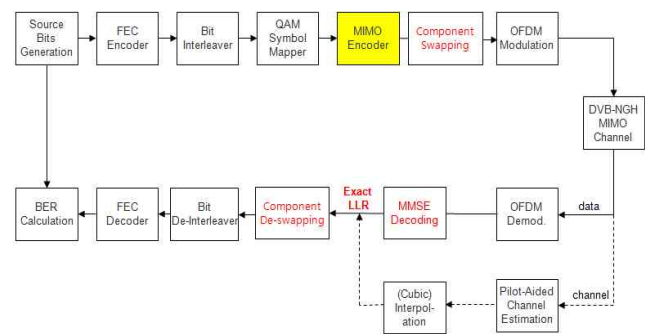 Source
Bits
Generation
FEC
Encoder
Bit
Interleaver
QAM
Symbol
Mapper
MIMO
Encoder
Component
Swapping
OFDM
Modulation
DVB-NGH
MIMO
Channel
BER
Calculation
FEC
Decoder
Bit
De-Interleaver
Component
De-swapping
Exact
LLR
MMSE
Decoding
OFDM
Demod.
data
channel
(Cubic)
Interpol-
ation
Pilot-Aided
Channel
Estimation